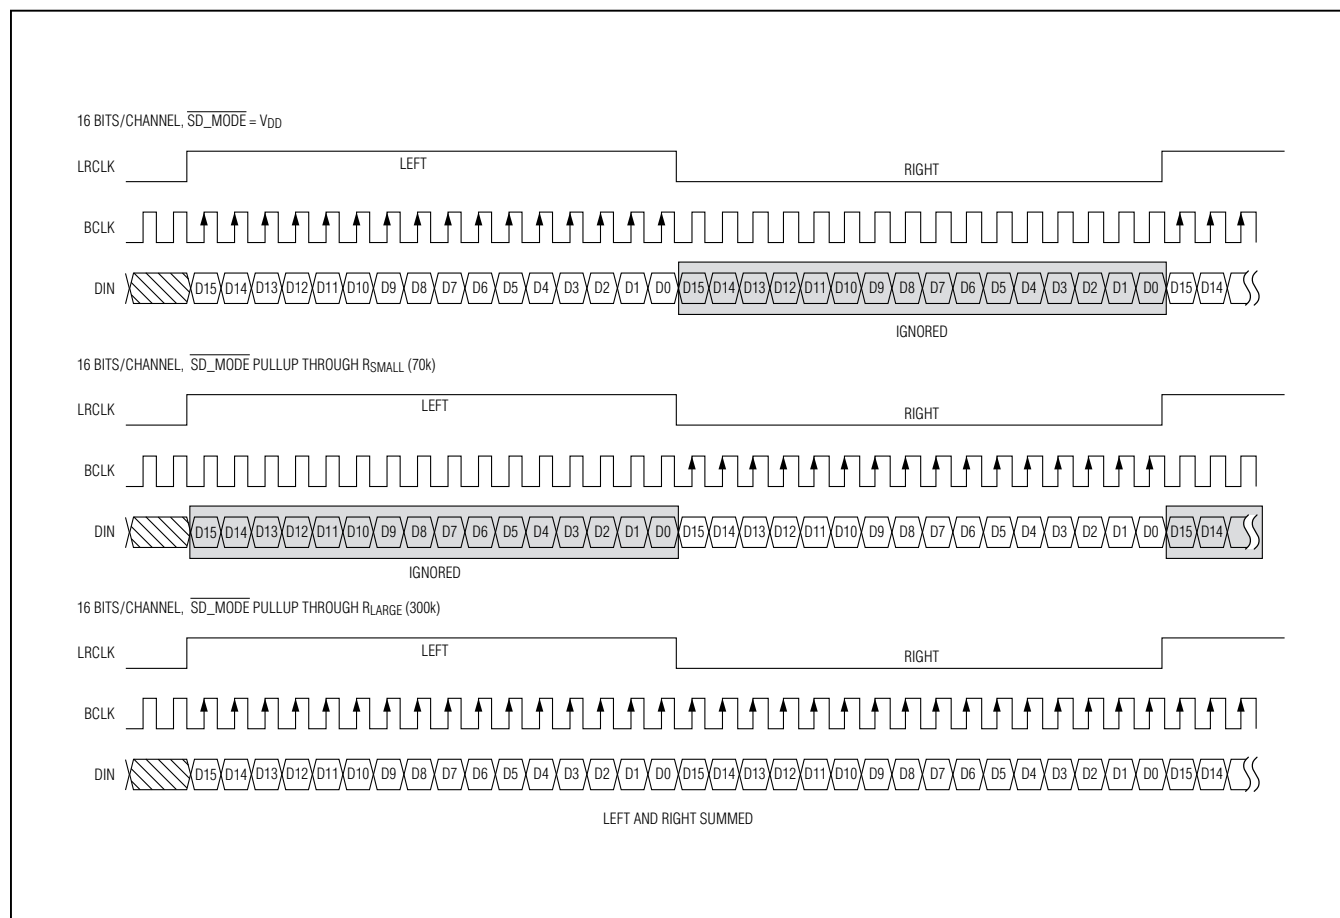 16 BITS/CHANNEL, SD_MODE = VDD
LRCLK LEFT RIGHT
BCLK
DIN D15 D14 D13 D12 D11 D10 D9 D8 D7 D6 D5 D4 D3 D2 D1 D0 D15 D14 D13 D12 D11 D10 D9 D8 D7 D6 D5 D4 D3 D2 D1 D0 D15 D14
IGNORED
16 BITS/CHANNEL, SD_MODE PULLUP THROUGH RSMALL (70k)
LRCLK LEFT RIGHT
BCLK
DIN D15 D14 D13 D12 D11 D10 D9 D8 D7 D6 D5 D4 D3 D2 D1 D0 D15 D14 D13 D12 D11 D10 D9 D8 D7 D6 D5 D4 D3 D2 D1 D0 D15 D14
IGNORED
16 BITS/CHANNEL, SD_MODE PULLUP THROUGH RLARGE (300k)
LRCLK LEFT RIGHT
BCLK
DIN D15 D14 D13 D12 D11 D10 D9 D8 D7 D6 D5 D4 D3 D2 D1 D0 D15 D14 D13 D12 D11 D10 D9 D8 D7 D6 D5 D4 D3 D2 D1 D0 D15 D14
LEFT AND RIGHT SUMMED